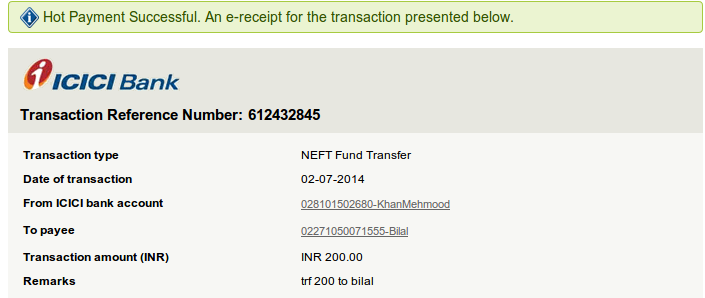 Hot Payment Successful. An e-receipt for the transaction presented below.
ICICI Bank
Transaction Reference Number: 612432845
Transaction type NEFT Fund Transfer
Date of transaction 02-07-2014
From ICICI bank account 028101502680-KhanMehmood
To payee 02271050071555-Bilal
Transaction amount (INR) INR 200.00
Remarks trf 200 to bilal